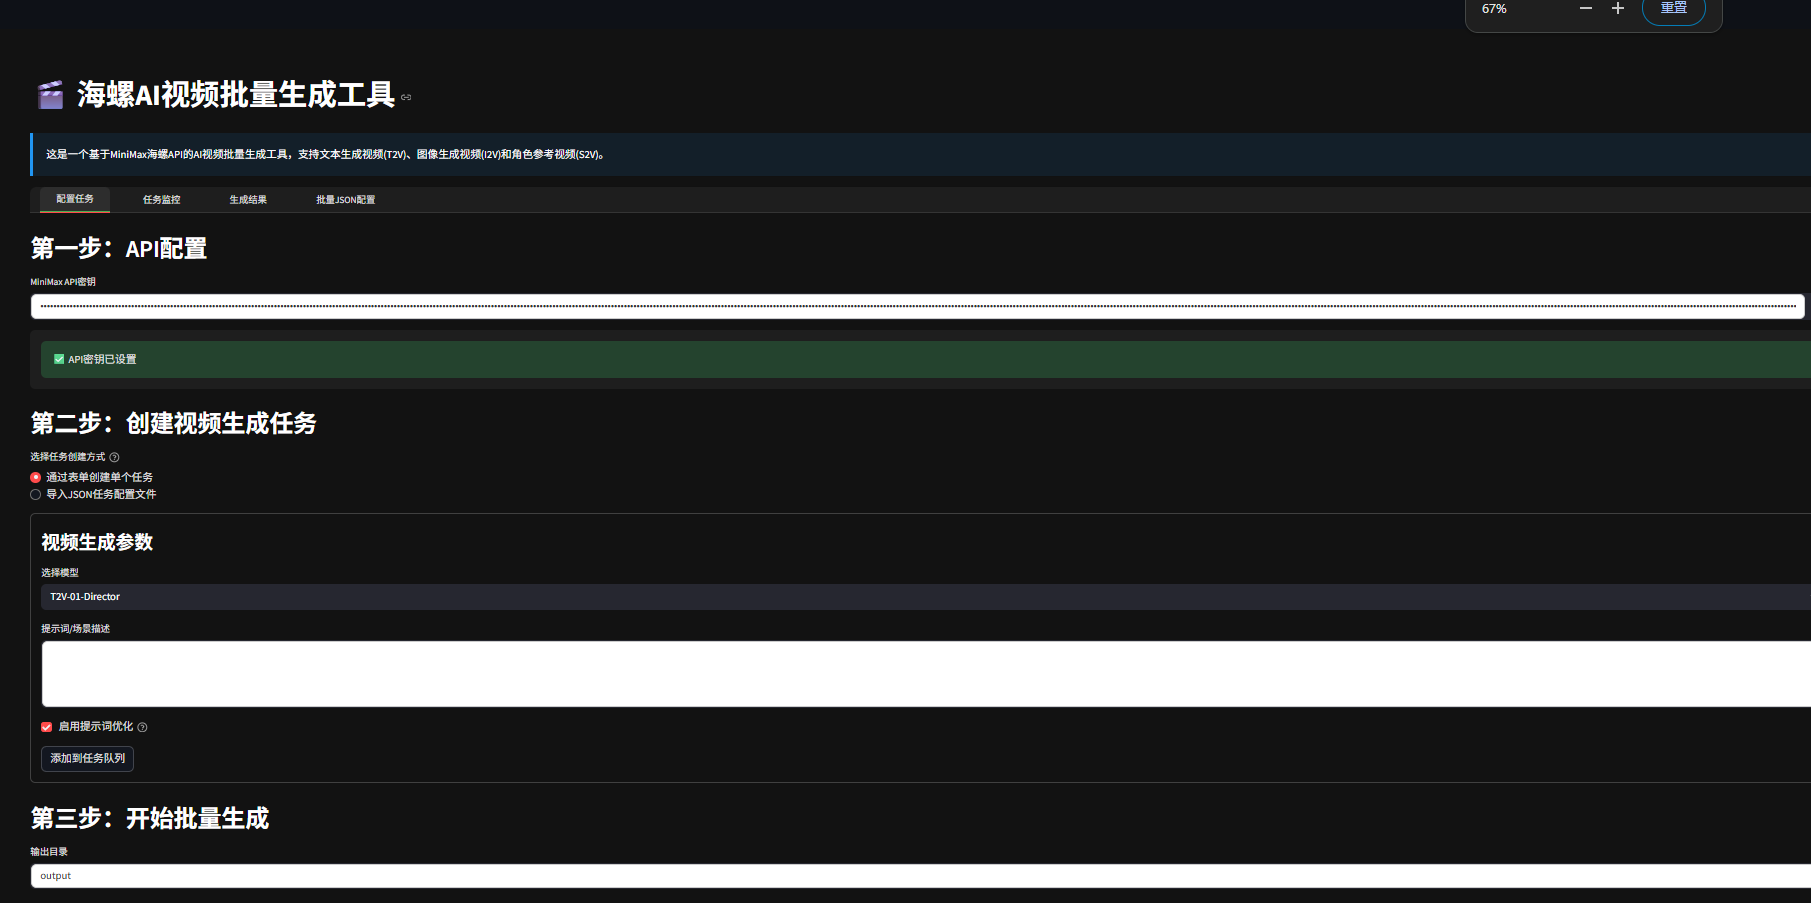 67%
重置
海螺AI视频批量生成工具
这是一个基于MiniMax海螺API的AI视频批量生成工具，支持文本生成视频(T2V)、图像生成视频(I2V)和角色参考视频(S2V)。
配置任务 任务监控 生成结果 批量JSON配置
第一步：API配置
MiniMax API密钥
API密钥已设置
第二步：创建视频生成任务
选择任务创建方式
通过表单创建单个任务
导入JSON任务配置文件
视频生成参数
选择模型
T2V-01-Director
提示词/场景描述
启用提示词优化
添加到任务队列
第三步：开始批量生成
输出目录
output